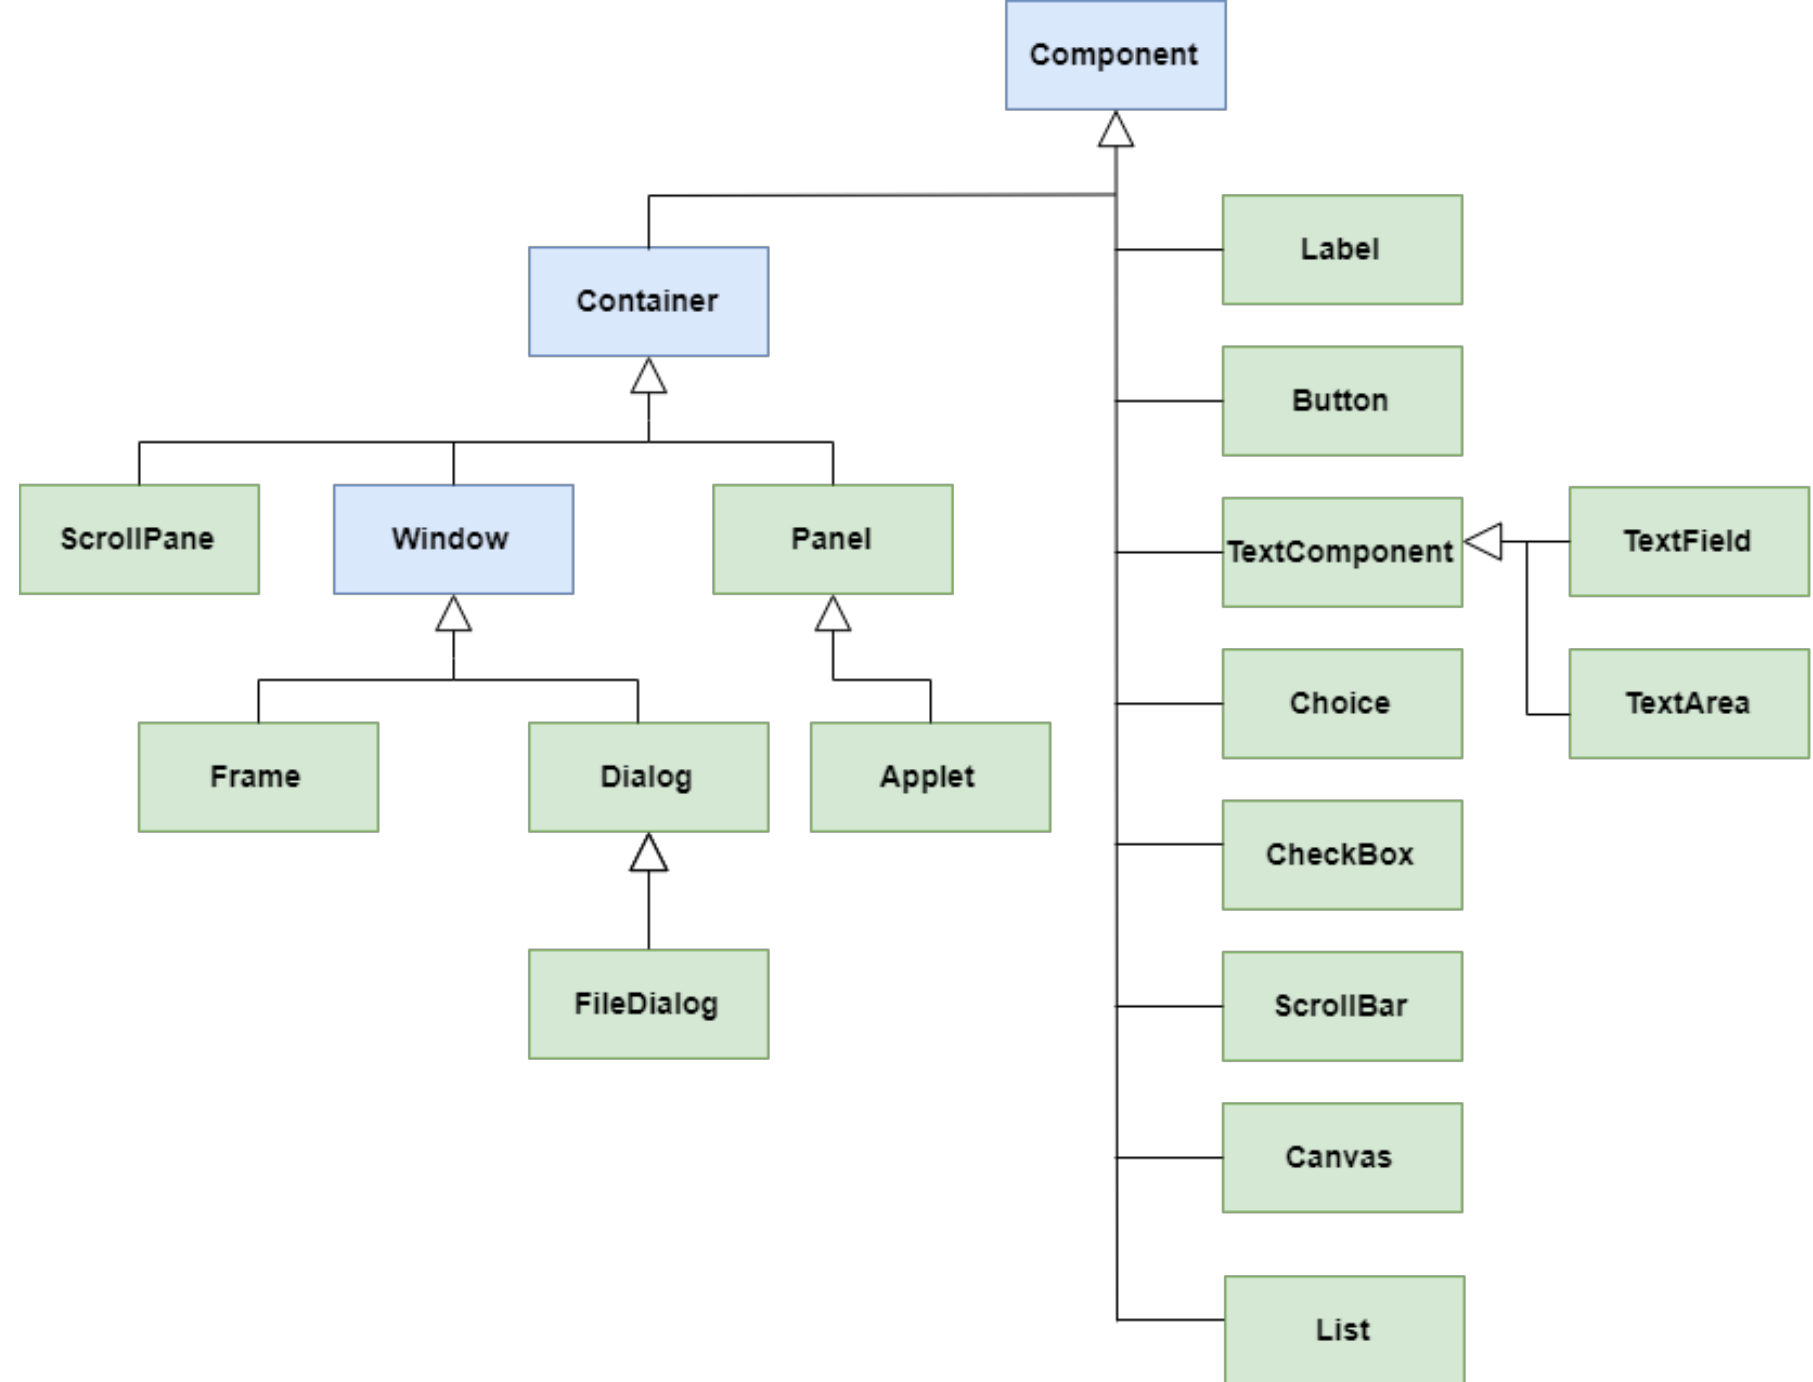 Component
Label
Container
Button
ScrollPane
Window
Panel
TextComponent
TextField
Choice
TextArea
Frame
Dialog
Applet
CheckBox
FileDialog
ScrollBar
Canvas
List